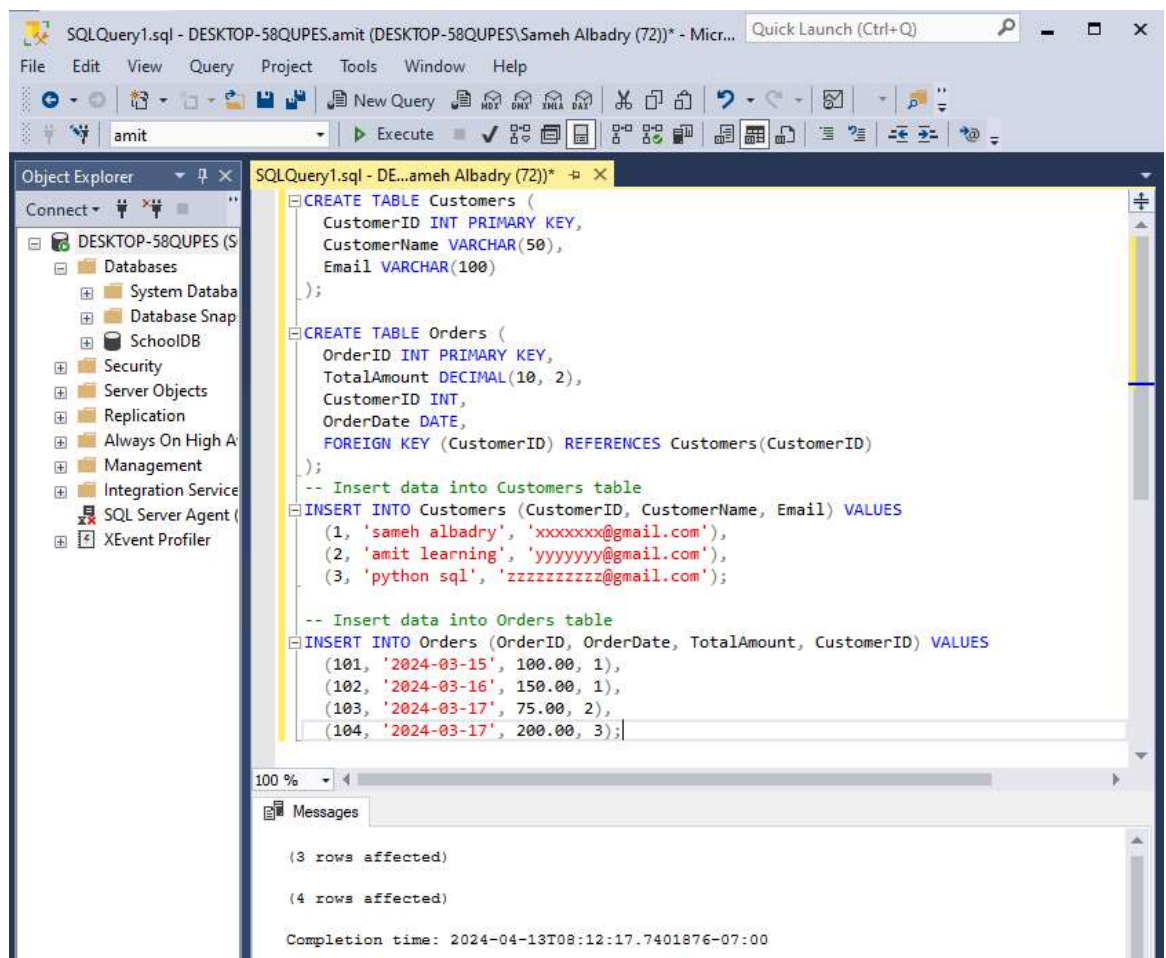 SQLQuery1.sql - DESKTOP-58QUPES.amit (DESKTOP-58QUPES\Sameh Albadry (72))* - Micr...
Quick Launch (Ctrl+Q)
File Edit View Query Project Tools Window Help
New Query MDX DMX XMLA DAX
amit Execute
Object Explorer
SQLQuery1.sql - DE...ameh Albadry (72))*
Connect
DESKTOP-58QUPES (S
Databases
System Databa
Database Snap
SchoolDB
Security
Server Objects
Replication
Always On High A
Management
Integration Service
SQL Server Agent (
XEvent Profiler
CREATE TABLE Customers (
CustomerID INT PRIMARY KEY,
CustomerName VARCHAR(50),
Email VARCHAR(100)
);
CREATE TABLE Orders (
OrderID INT PRIMARY KEY,
TotalAmount DECIMAL(10, 2),
CustomerID INT,
OrderDate DATE,
FOREIGN KEY (CustomerID) REFERENCES Customers(CustomerID)
);
-- Insert data into Customers table
INSERT INTO Customers (CustomerID, CustomerName, Email) VALUES
(1, 'sameh albadry', 'xxxxxxx@gmail.com'),
(2, 'amit learning', 'yyyyyyy@gmail.com'),
(3, 'python sql', 'zzzzzzzzzz@gmail.com');
-- Insert data into Orders table
INSERT INTO Orders (OrderID, OrderDate, TotalAmount, CustomerID) VALUES
(101, '2024-03-15', 100.00, 1),
(102, '2024-03-16', 150.00, 1),
(103, '2024-03-17', 75.00, 2),
(104, '2024-03-17', 200.00, 3);
100 %
Messages
(3 rows affected)
(4 rows affected)
Completion time: 2024-04-13T08:12:17.7401876-07:00